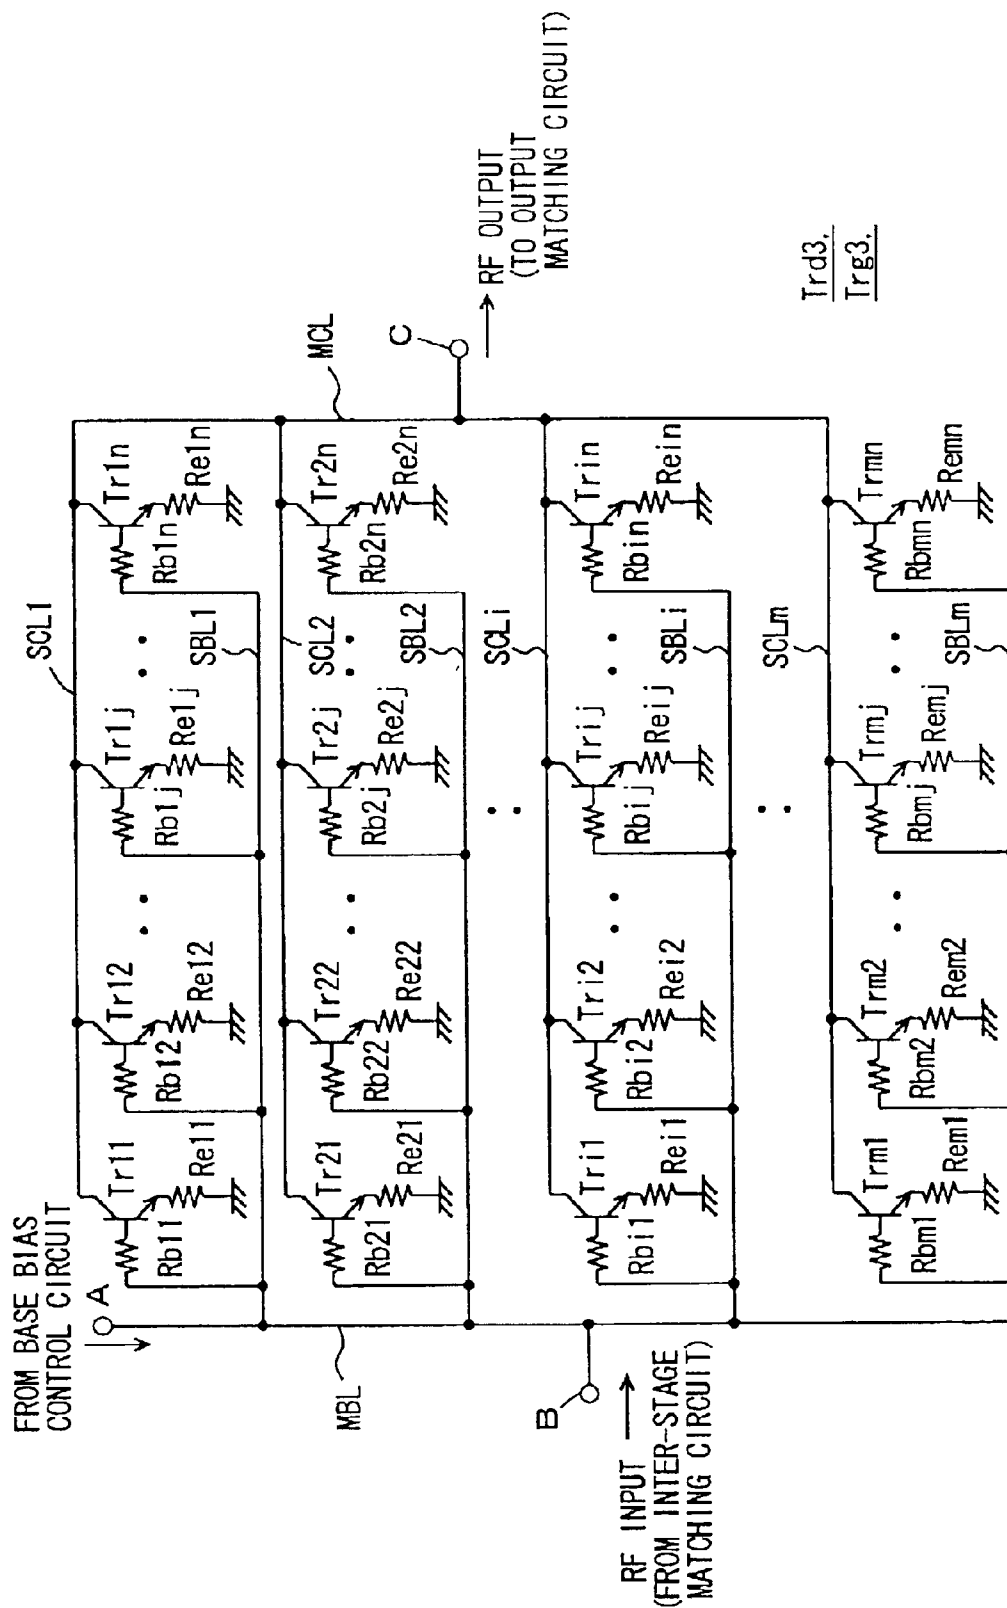 FROM BASE BIAS
CONTROL CIRCUIT
A
SCL1
Tr11
Tr12
Tr1j
Tr1n
Rb11
Re11
Rb12
Re12
Rb1j
Re1j
Rb1n
Re1n
SBL1
MCL
SCL2
Tr21
Tr22
Tr2j
Tr2n
Rb21
Re21
Rb22
Re22
Rb2j
Re2j
Rb2n
Re2n
SBL2
MBL
C
RF OUTPUT
(TO OUTPUT
MATCHING CIRCUIT)
SCLi
Tri1
Tri2
Trij
Trin
Rbi1
Rei1
Rbi2
Rei2
Rbij
Reij
Rbin
Rein
SBLi
B
RF INPUT
(FROM INTER-STAGE
MATCHING CIRCUIT)
SCLm
Trm1
Trm2
Trmj
Trmn
Rbm1
Rem1
Rbm2
Rem2
Rbmj
Remj
Rbmn
Remn
SBLm
Trd3,
Trg3,